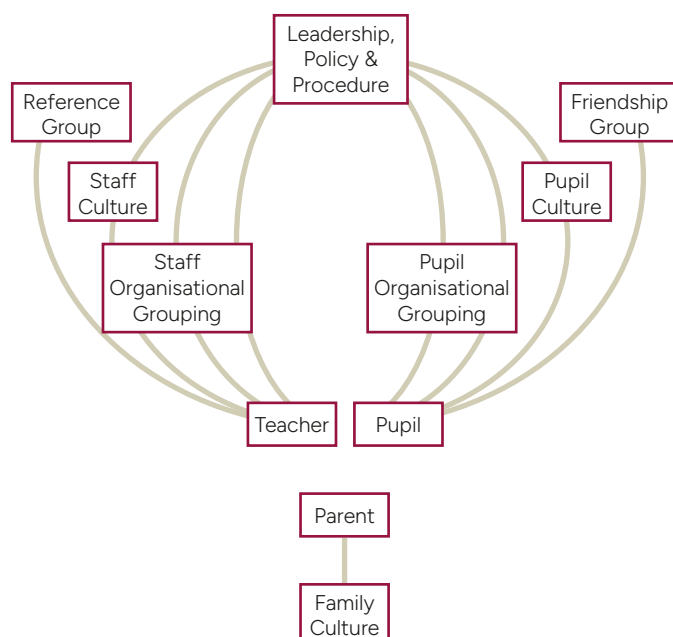 Leadership,
Policy &
Procedure
Reference
Group
Friendship
Group
Staff
Culture
Pupil
Culture
Staff
Organisational
Grouping
Pupil
Organisational
Grouping
Teacher
Pupil
Parent
Family
Culture